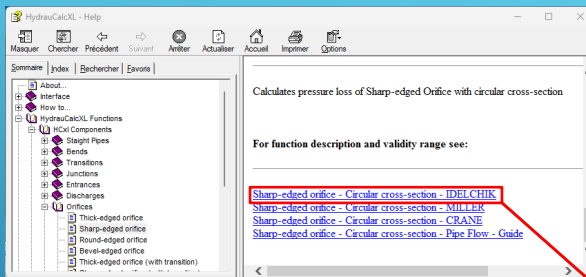 HydrauCalcXL - Help
Masquer Chercher Précédent Suivant Arrêter Actualiser Accueil Imprimer Options
Sommaire Index Rechercher Favoris
About...
Interface
How to...
HydrauCalcXL Functions
HCxl Components
Staight Pipes
Bends
Transitions
Junctions
Entrances
Discharges
Orifices
Thick-edged orifice
Sharp-edged orifice
Round-edged orifice
Bevel-edged orifice
Thick-edged orifice (with transition)
Calculates pressure loss of Sharp-edged Orifice with circular cross-section
For function description and validity range see:
Sharp-edged orifice - Circular cross-section - IDELCHIK
Sharp-edged orifice - Circular cross-section - MILLER
Sharp-edged orifice - Circular cross-section - CRANE
Sharp-edged orifice - Circular cross-section - Pipe Flow - Guide